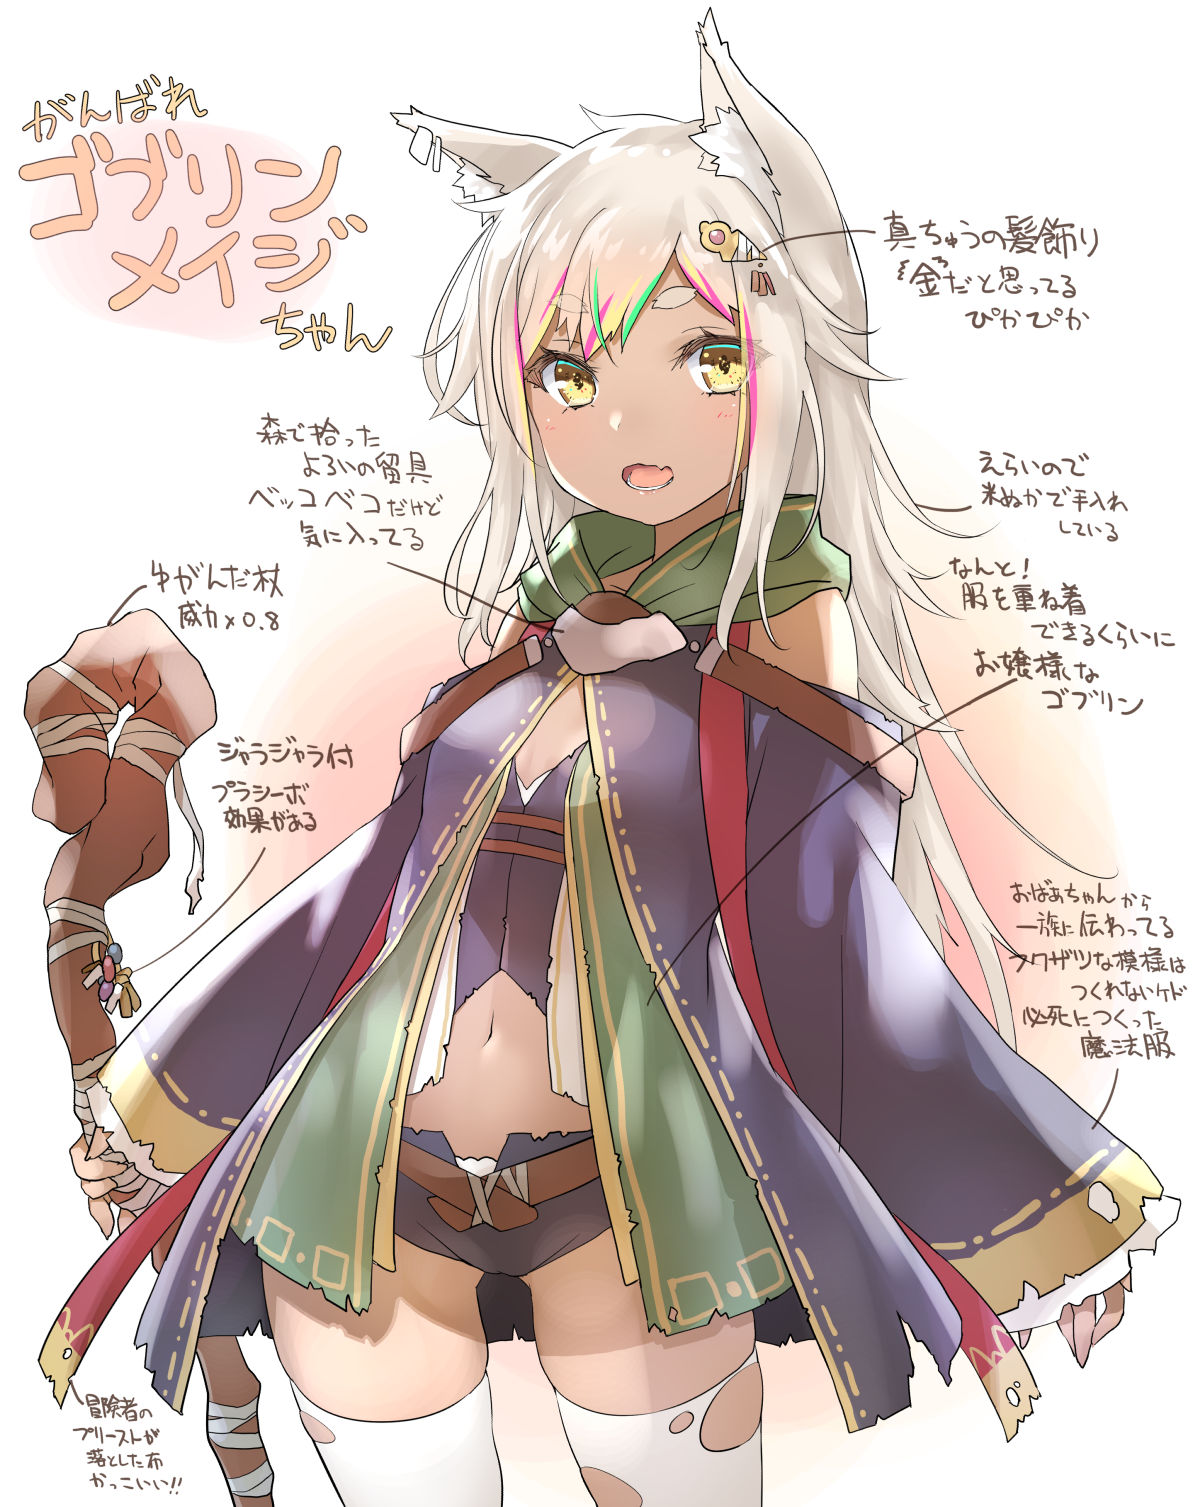 がんばれ
ゴブリン
メイジ
ちゃん
真ちゅうの髪飾り
金だと思ってる
ぴかぴか
森で拾った
よろいの留具
ベッコベコだけど
気に入ってる
えらいので
米ぬかで手入れ
している
ゆがんだ杖
威力×0.8
なんと!
服を重ね着
できるくらいに
お嬢様な
ゴブリン
ジャラジャラ付
プラシーボ
効果がある
おばあちゃんから
一族に伝わってる
フクザツな模様は
つくれないケド
必死につくった
魔法服
冒険者の
プリーストが
落とした布
かっこいい!!